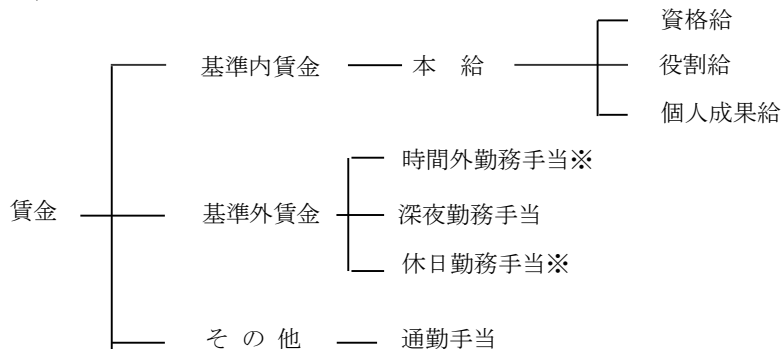 資格給
基準内賃金 本 給 役割給
個人成果給
時間外勤務手当※
賃金 基準外賃金 深夜勤務手当
休日勤務手当※
そ の 他 通勤手当